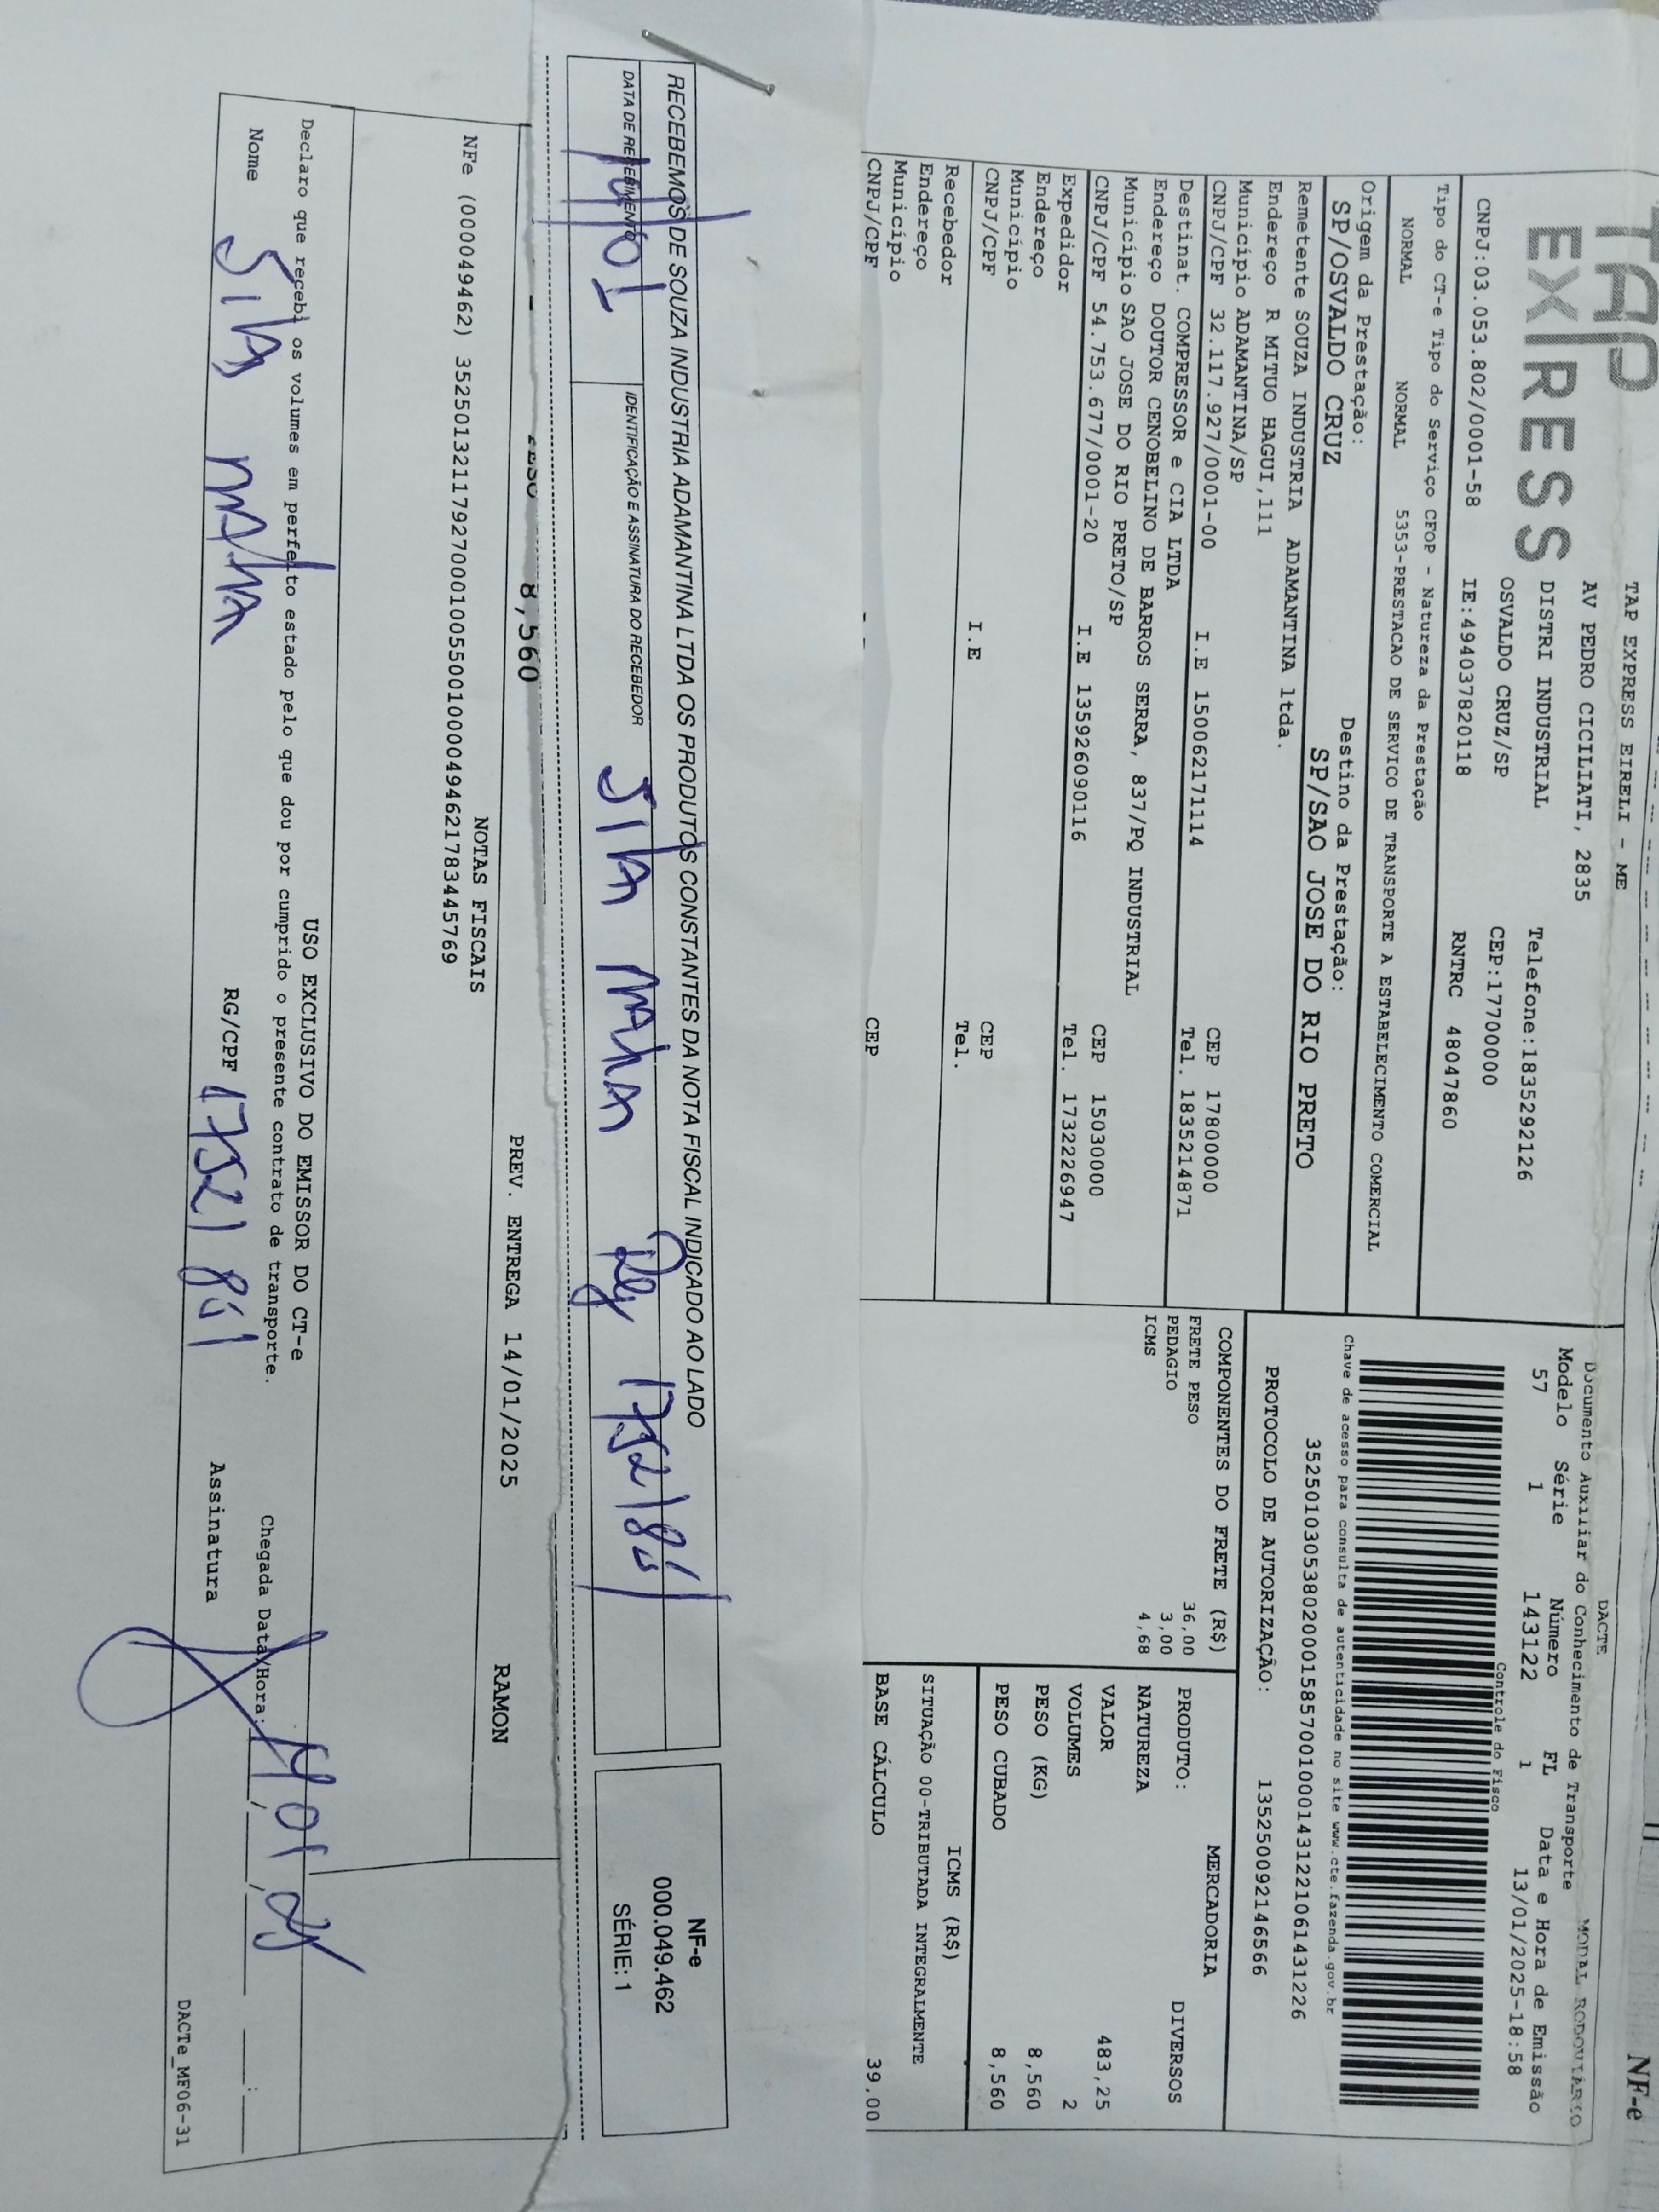 NF-e
TAP
EXPRESS
TAP EXPRESS EIRELI - ME
AV PEDRO CICILIATI, 2835
DISTRI INDUSTRIAL Telefone:1835292126
OSVALDO CRUZ/SP CEP:17700000
CNPJ:03.053.802/0001-58 IE:494037820118 RNTRC 48047860
Tipo do CT-e Tipo do Serviço CFOP - Natureza da Prestação
NORMAL NORMAL 5353-PRESTACAO DE SERVICO DE TRANSPORTE A ESTABELECIMENTO COMERCIAL
Origem da Prestação: Destino da Prestação:
SP/OSVALDO CRUZ SP/SAO JOSE DO RIO PRETO
Remetente SOUZA INDUSTRIA ADAMANTINA ltda.
Endereço R MITUO HAGUI,111
Município ADAMANTINA/SP CEP 17800000
CNPJ/CPF 32.117.927/0001-00 I.E 150062171114 Tel. 1835214871
Destinat. COMPRESSOR e CIA LTDA
Endereço DOUTOR CENOBELINO DE BARROS SERRA, 837/PQ INDUSTRIAL
Município SAO JOSE DO RIO PRETO/SP CEP 15030000
CNPJ/CPF 54.753.677/0001-20 I.E 135926090116 Tel. 1732226947
Expedidor
Endereço
Município CEP
CNPJ/CPF I.E Tel.
Recebedor
Endereço
Município CEP
CNPJ/CPF
DACTE
Documento Auxiliar do Conhecimento de Transporte MODAL RODOVIÁRIO
Modelo Série Número FL Data e Hora de Emissão
57 1 143122 1 13/01/2025-18:58
Controle do Fisco
Chave de acesso para consulta de autenticidade no site www.cte.fazenda.gov.br
35250103053802000158570010001431221061431226
PROTOCOLO DE AUTORIZAÇÃO: 135250092146566
COMPONENTES DO FRETE (R$)
FRETE PESO 36,00
PEDAGIO 3,00
ICMS 4,68
MERCADORIA
PRODUTO: DIVERSOS
NATUREZA
VALOR 483,25
VOLUMES 2
PESO (KG) 8,560
PESO CUBADO 8,560
ICMS (R$)
SITUAÇÃO 00-TRIBUTADA INTEGRALMENTE
BASE CÁLCULO 39,00
RECEBEMOS DE SOUZA INDUSTRIA ADAMANTINA LTDA OS PRODUTOS CONSTANTES DA NOTA FISCAL INDICADO AO LADO
DATA DE RECEBIMENTO IDENTIFICAÇÃO E ASSINATURA DO RECEBEDOR
NF-e
000.049.462
SÉRIE: 1
8,560 PREV. ENTREGA 14/01/2025 RAMON
NOTAS FISCAIS
NFe (000049462) 35250132117927000100550010000494621783445769
USO EXCLUSIVO DO EMISSOR DO CT-e
Declaro que recebi os volumes em perfeito estado pelo que dou por cumprido o presente contrato de transporte.
Chegada Data/Hora:
Nome RG/CPF Assinatura
DACTe_MF06-31